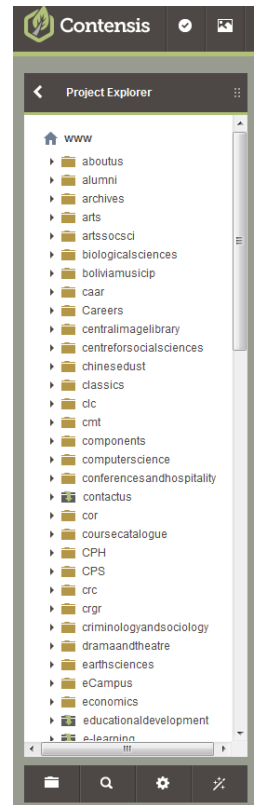 Contensis
Project Explorer
www
aboutus
alumni
archives
arts
artssocsci
biologicalsciences
boliviamusicip
caar
Careers
centralimagelibrary
centreforsocialsciences
chinesedust
classics
clc
cmt
components
computerscience
conferencesandhospitality
contactus
cor
coursecatalogue
CPH
CPS
crc
crgr
criminologyandsociology
dramaandtheatre
earthsciences
eCampus
economics
educationaldevelopment
e-learning